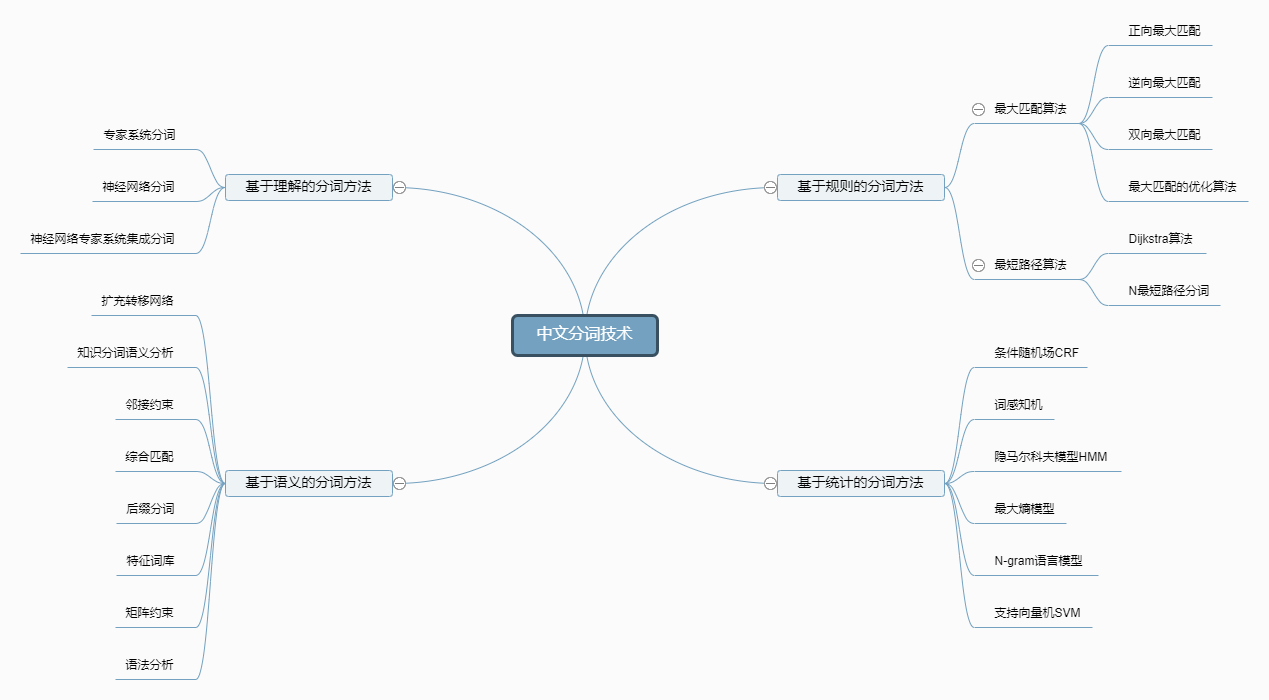 中文分词技术
基于规则的分词方法
最大匹配算法
正向最大匹配
逆向最大匹配
双向最大匹配
最大匹配的优化算法
最短路径算法
Dijkstra算法
N最短路径分词
基于统计的分词方法
条件随机场CRF
词感知机
隐马尔科夫模型HMM
最大熵模型
N-gram语言模型
支持向量机SVM
基于理解的分词方法
专家系统分词
神经网络分词
神经网络专家系统集成分词
基于语义的分词方法
扩充转移网络
知识分词语义分析
邻接约束
综合匹配
后缀分词
特征词库
矩阵约束
语法分析